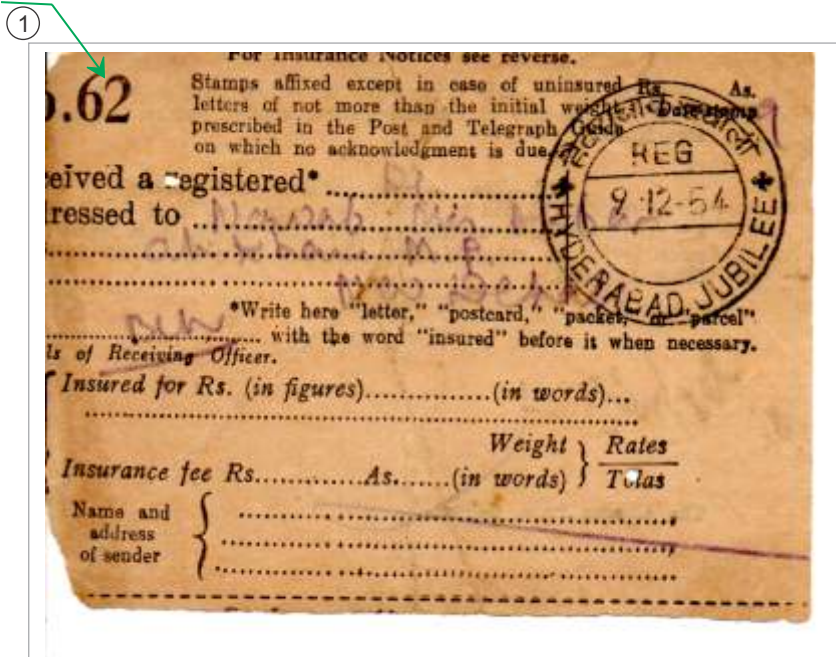 1
For Insurance Notices see reverse.
o.62
Stamps affixed except in case of uninsured Rs. As.
letters of not more than the initial weight Date-stamp
prescribed in the Post and Telegraph Guide
on which no acknowledgment is due.
REG
9-12-54
HYDERABAD. JUBILEE
eived a registered*
ressed to
*Write here "letter," "postcard," "packet," or "parcel"
with the word "insured" before it when necessary.
ls of Receiving Officer.
Insured for Rs. (in figures)..............(in words)...
Weight } Rates
Insurance fee Rs............As.......(in words) } Tolas
Name and
address
of sender